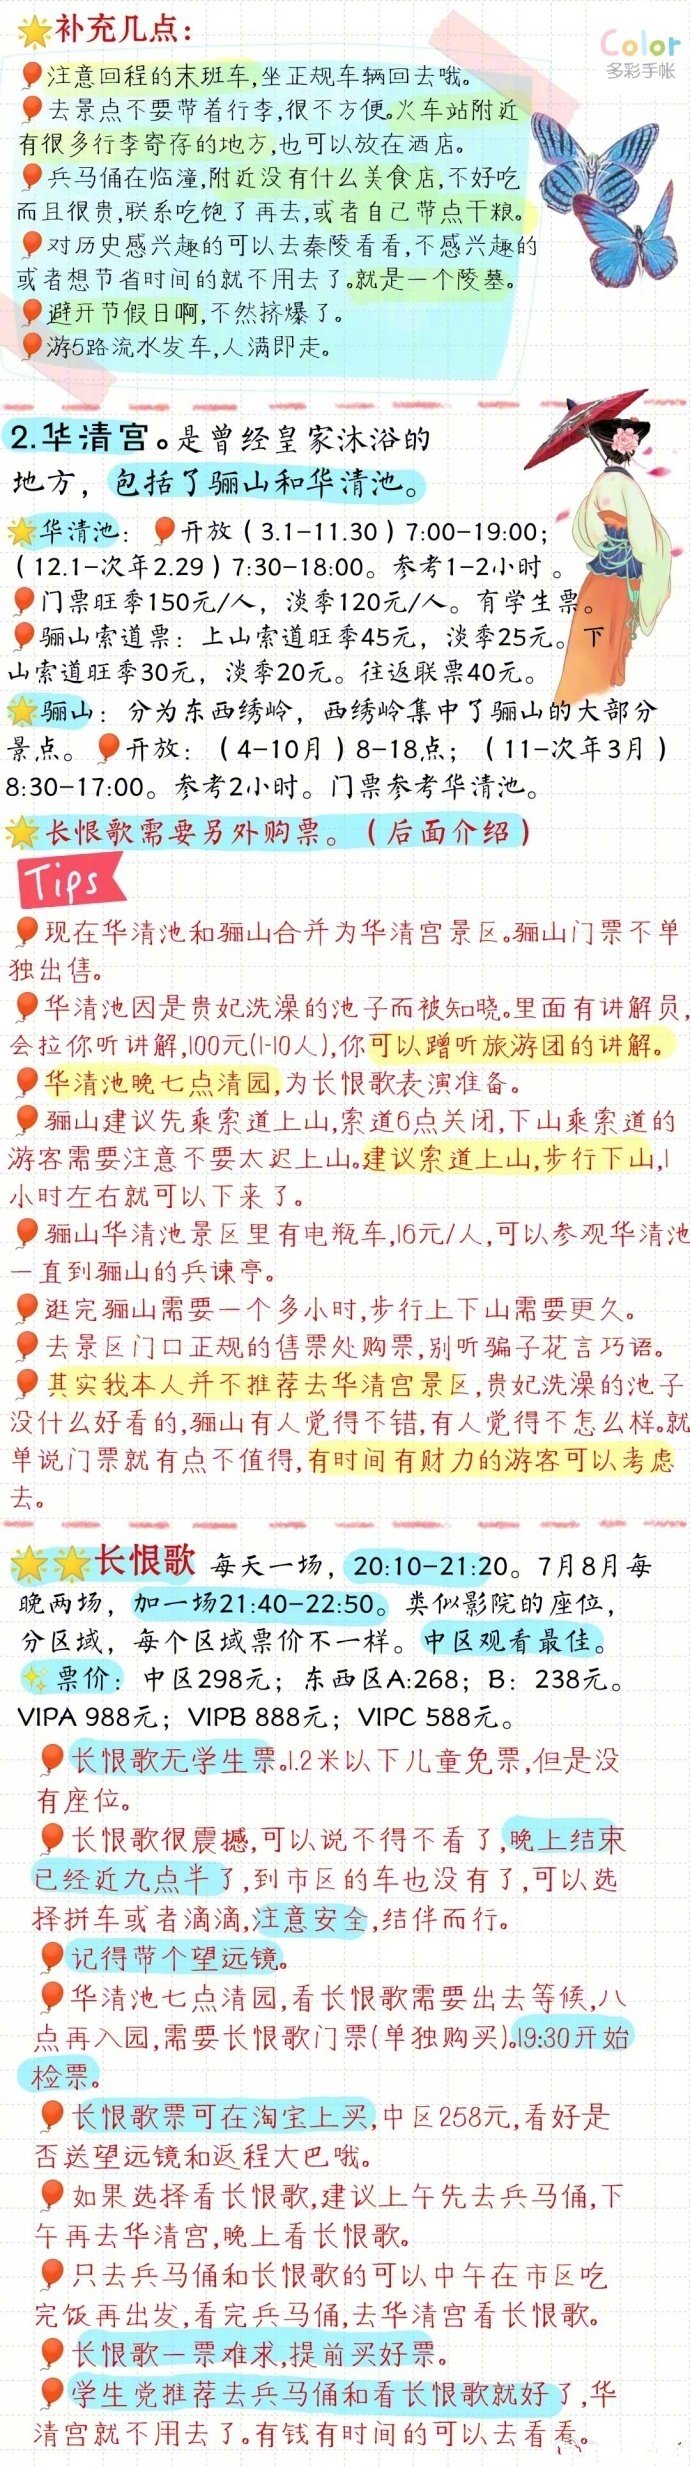 补充几点：
Color
多彩手帐
注意回程的末班车,坐正规车辆回去哦。
去景点不要带着行李,很不方便。火车站附近
有很多行李寄存的地方,也可以放在酒店。
兵马俑在临潼,附近没有什么美食店,不好吃
而且很贵,联系吃饱了再去,或者自己带点干粮。
对历史感兴趣的可以去秦陵看看,不感兴趣的
或者想节省时间的就不用去了。就是一个陵墓。
避开节假日啊,不然挤爆了。
游5路流水发车,人满即走。
2.华清宫。是曾经皇家沐浴的
地方，包括了骊山和华清池。
华清池：开放（3.1-11.30）7:00-19:00；
（12.1-次年2.29）7:30-18:00。参考1-2小时。
门票旺季150元/人，淡季120元/人。有学生票。
骊山索道票：上山索道旺季45元，淡季25元。下
山索道旺季30元，淡季20元。往返联票40元。
骊山：分为东西绣岭，西绣岭集中了骊山的大部分
景点。开放：（4-10月）8-18点；（11-次年3月）
8:30-17:00。参考2小时。门票参考华清池。
长恨歌需要另外购票。（后面介绍）
Tips
现在华清池和骊山合并为华清宫景区。骊山门票不单
独出售。
华清池因是贵妃洗澡的池子而被知晓。里面有讲解员,
会拉你听讲解,100元(1-10人),你可以蹭听旅游团的讲解。
华清池晚七点清园,为长恨歌表演准备。
骊山建议先乘索道上山,索道6点关闭,下山乘索道的
游客需要注意不要太迟上山。建议索道上山,步行下山,1
小时左右就可以下来了。
骊山华清池景区里有电瓶车,16元/人,可以参观华清池
一直到骊山的兵谏亭。
逛完骊山需要一个多小时,步行上下山需要更久。
去景区门口正规的售票处购票,别听骗子花言巧语。
其实我本人并不推荐去华清宫景区,贵妃洗澡的池子
没什么好看的,骊山有人觉得不错,有人觉得不怎么样。就
单说门票就有点不值得,有时间有财力的游客可以考虑
去。
长恨歌 每天一场，20:10-21:20。7月8月每
晚两场，加一场21:40-22:50。类似影院的座位，
分区域，每个区域票价不一样。中区观看最佳。
票价：中区298元；东西区A:268；B：238元。
VIPA 988元；VIPB 888元；VIPC 588元。
长恨歌无学生票。1.2米以下儿童免票,但是没
有座位。
长恨歌很震撼,可以说不得不看了,晚上结束
已经近九点半了,到市区的车也没有了,可以选
择拼车或者滴滴,注意安全,结伴而行。
记得带个望远镜。
华清池七点清园,看长恨歌需要出去等候,八
点再入园,需要长恨歌门票(单独购买)。19:30开始
检票。
长恨歌票可在淘宝上买,中区258元,看好是
否送望远镜和返程大巴哦。
如果选择看长恨歌,建议上午先去兵马俑,下
午再去华清宫,晚上看长恨歌。
只去兵马俑和长恨歌的可以中午在市区吃
完饭再出发,看完兵马俑,去华清宫看长恨歌。
长恨歌一票难求,提前买好票。
学生党推荐去兵马俑和看长恨歌就好了,华
清宫就不用去了。有钱有时间的可以去看看。